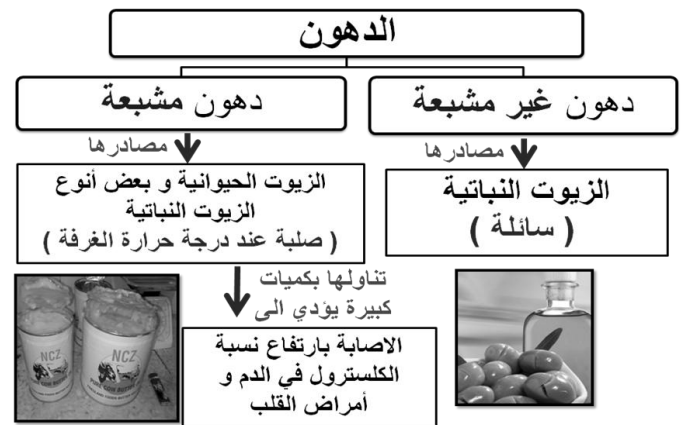 الدهون
دهون غير مشبعة
دهون مشبعة
مصادرها
مصادرها
الزيوت النباتية
( سائلة )
الزيوت الحيوانية و بعض أنوع
الزيوت النباتية
( صلبة عند درجة حرارة الغرفة )
تناولها بكميات
كبيرة يؤدي الى
الاصابة بارتفاع نسبة
الكلسترول في الدم و
أمراض القلب
NCZ
NCZ